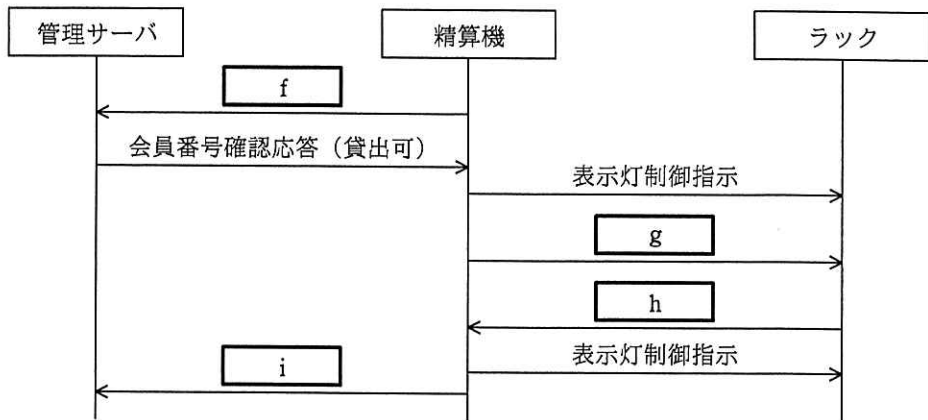 管理サーバ
精算機
ラック
f
会員番号確認応答(貸出可)
表示灯制御指示
g
h
表示灯制御指示
i